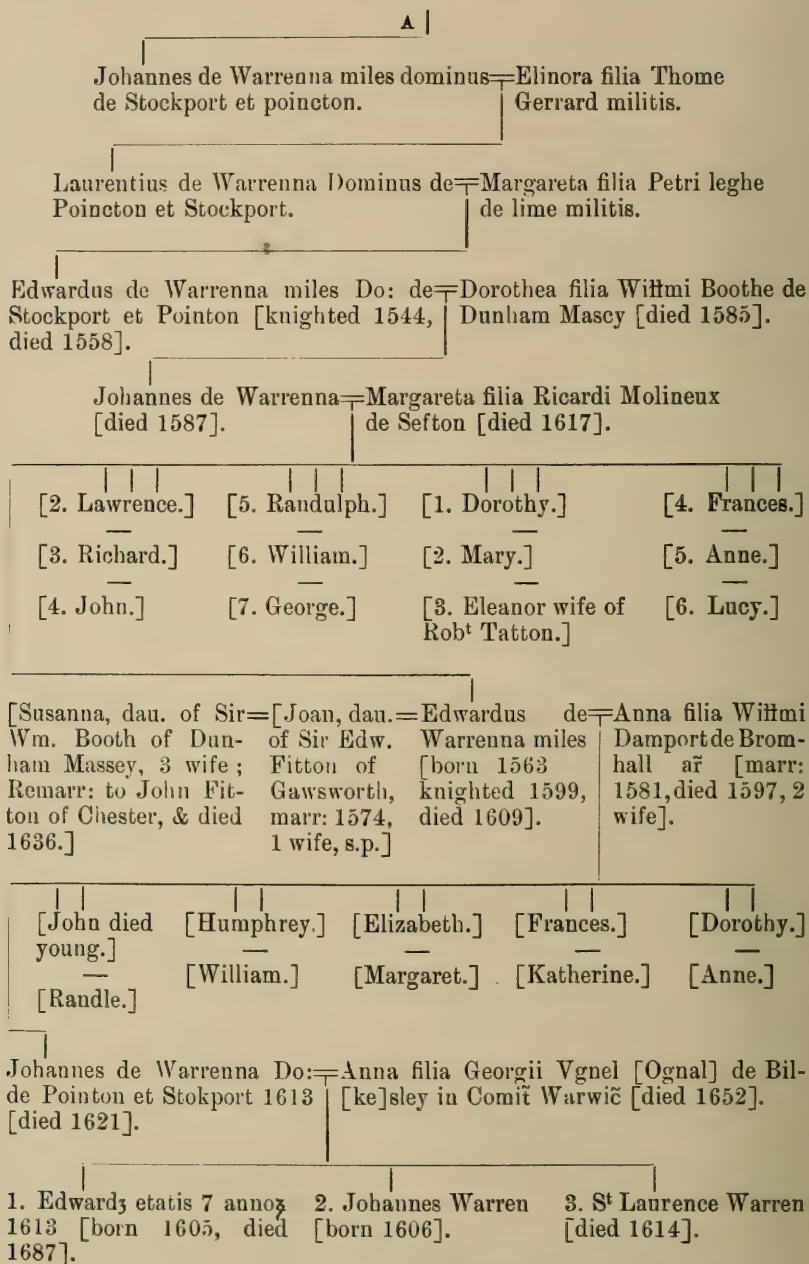 A
Johannes de Warrenna miles dominus=Elinora filia Thome
de Stockport et poincton. Gerrard militis.
Laurentius de Warrenna Dominus de=Margareta filia Petri leghe
Poincton et Stockport. de lime militis.
Edwardus de Warrenna miles Do: de=Dorothea filia Wiłłmi Boothe de
Stockport et Pointon [knighted 1544, Dunham Mascy [died 1585].
died 1558].
Johannes de Warrenna=Margareta filia Ricardi Molineux
[died 1587]. de Sefton [died 1617].
[2. Lawrence.] [5. Randulph.] [1. Dorothy.] [4. Frances.]
[3. Richard.] [6. William.] [2. Mary.] [5. Anne.]
[4. John.] [7. George.] [3. Eleanor wife of [6. Lucy.]
Robᵗ Tatton.]
[Susanna, dau. of Sir=[Joan, dau.=Edwardus de=Anna filia Wiłłmi
Wm. Booth of Dun- of Sir Edw. Warrenna miles Damport de Brom-
ham Massey, 3 wife; Fitton of [born 1563 hall ar̃ [marr:
Remarr: to John Fit- Gawsworth, knighted 1599, 1581, died 1597, 2
ton of Chester, & died marr: 1574, died 1609]. wife].
1636.] 1 wife, s.p.]
[John died [Humphrey.] [Elizabeth.] [Frances.] [Dorothy.]
young.]
[William.] [Margaret.] [Katherine.] [Anne.]
[Randle.]
Johannes de Warrenna Do:=Anna filia Georgii Vgnel [Ognal] de Bil-
de Pointon et Stokport 1613 [ke]sley in Comit̃ Warwic̃ [died 1652].
[died 1621].
1. Edwardȝ etatis 7 annoꝝ 2. Johannes Warren 3. Sᵗ Laurence Warren
1613 [born 1605, died [born 1606]. [died 1614].
1687].